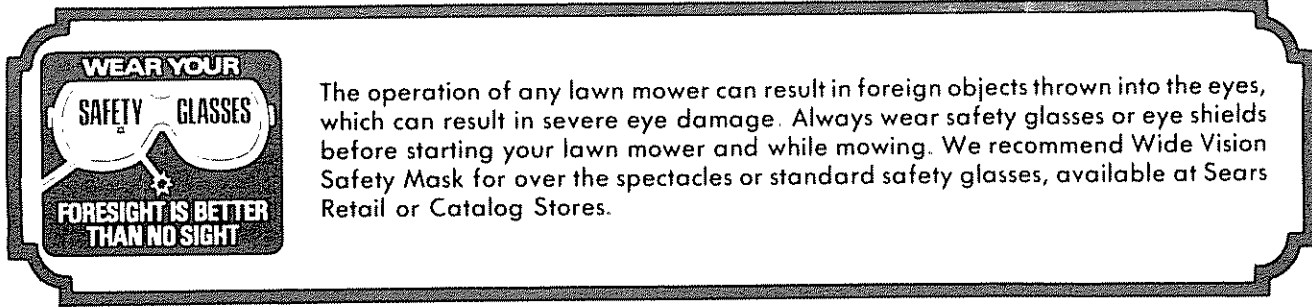 WEAR YOUR
SAFETY GLASSES
FORESIGHT IS BETTER
THAN NO SIGHT
The operation of any lawn mower can result in foreign objects thrown into the eyes,
which can result in severe eye damage. Always wear safety glasses or eye shields
before starting your lawn mower and while mowing. We recommend Wide Vision
Safety Mask for over the spectacles or standard safety glasses, available at Sears
Retail or Catalog Stores.